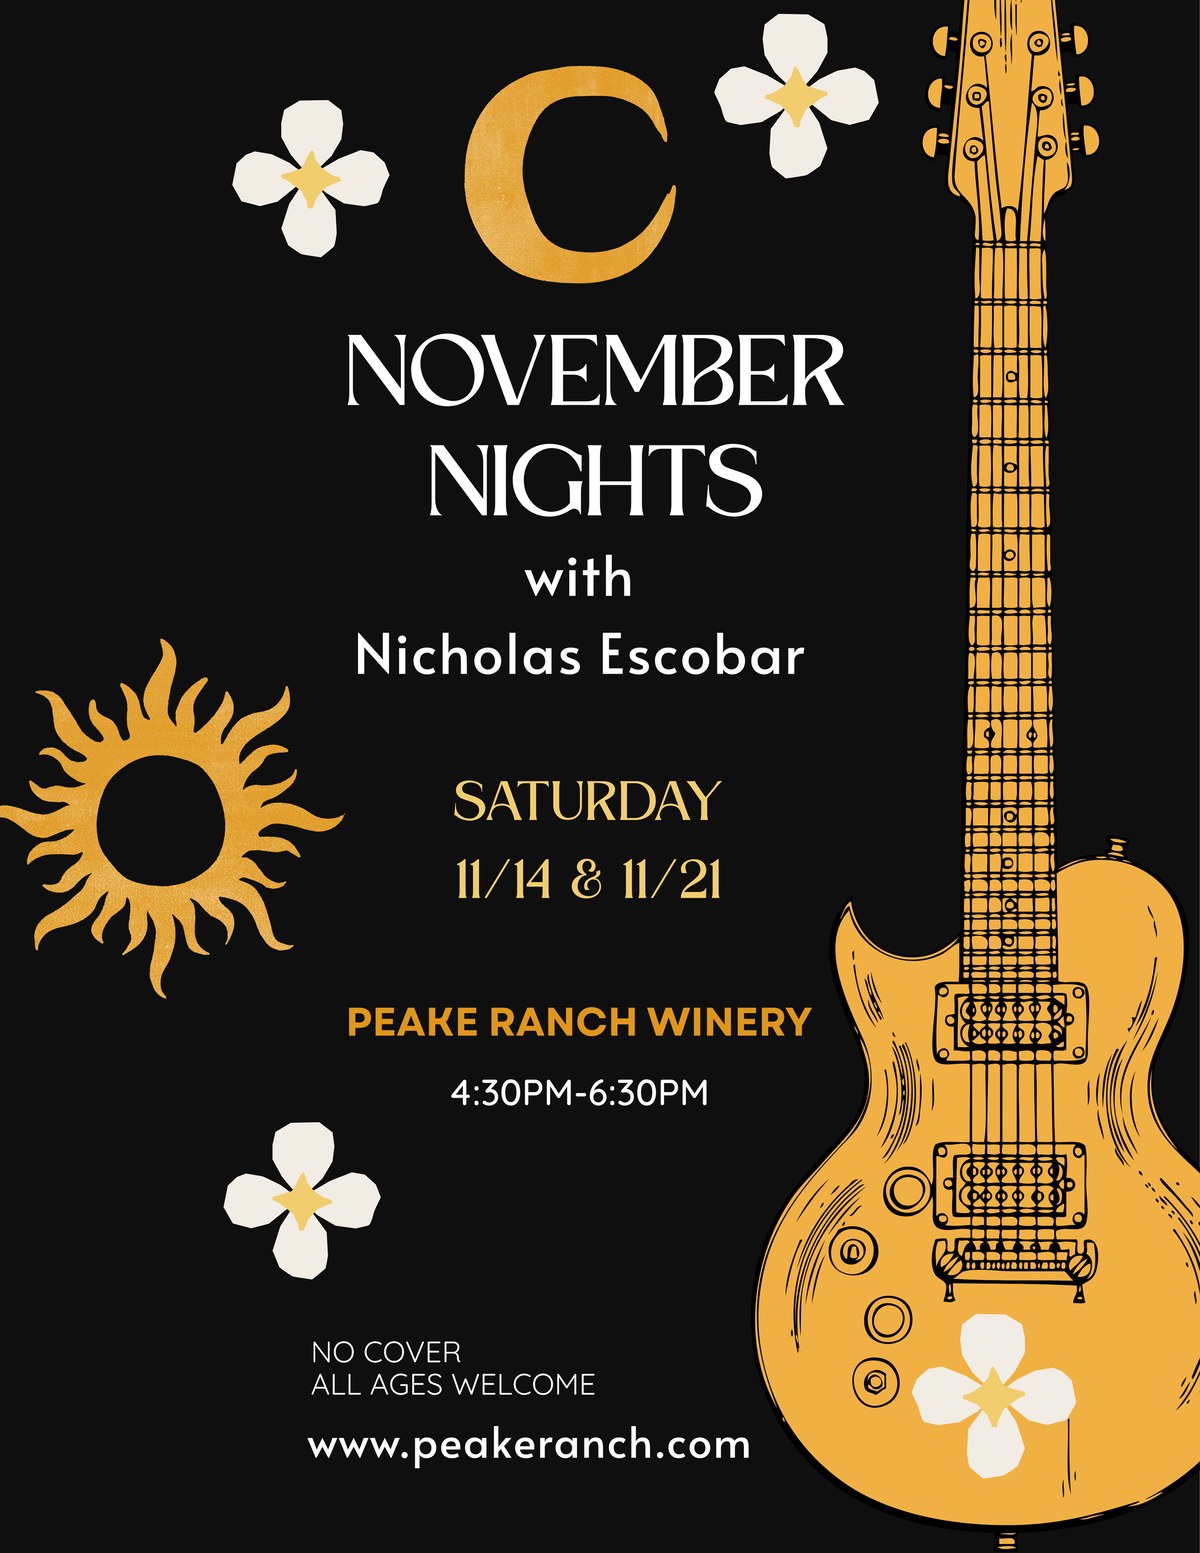 NOVEMBER
NIGHTS
with
Nicholas Escobar
SATURDAY
11/14 & 11/21
PEAKE RANCH WINERY
4:30PM-6:30PM
NO COVER
ALL AGES WELCOME
www.peakeranch.com